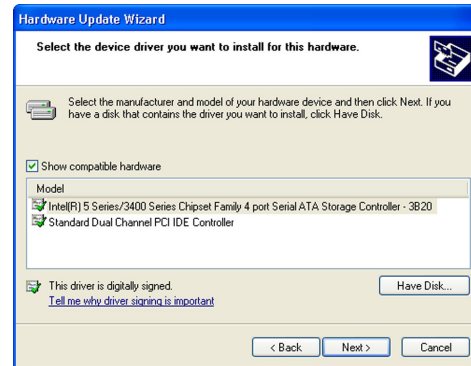 Hardware Update Wizard
Select the device driver you want to install for this hardware.
Select the manufacturer and model of your hardware device and then click Next. If you
have a disk that contains the driver you want to install, click Have Disk.
Show compatible hardware
Model
Intel(R) 5 Series/3400 Series Chipset Family 4 port Serial ATA Storage Controller - 3B20
Standard Dual Channel PCI IDE Controller
This driver is digitally signed.
Have Disk...
Tell me why driver signing is important
< Back
Next >
Cancel